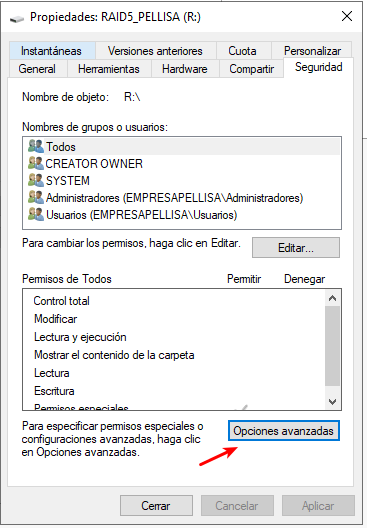 Propiedades: RAID5_PELLISA (R:)
Instantáneas Versiones anteriores Cuota Personalizar
General Herramientas Hardware Compartir Seguridad
Nombre de objeto: R:\
Nombres de grupos o usuarios:
Todos
CREATOR OWNER
SYSTEM
Administradores (EMPRESAPELLISA\Administradores)
Usuarios (EMPRESAPELLISA\Usuarios)
Para cambiar los permisos, haga clic en Editar.
Editar...
Permisos de Todos Permitir Denegar
Control total
Modificar
Lectura y ejecución
Mostrar el contenido de la carpeta
Lectura
Escritura
Permisos especiales
Para especificar permisos especiales o
configuraciones avanzadas, haga clic
en Opciones avanzadas.
Opciones avanzadas
Cerrar Cancelar Aplicar